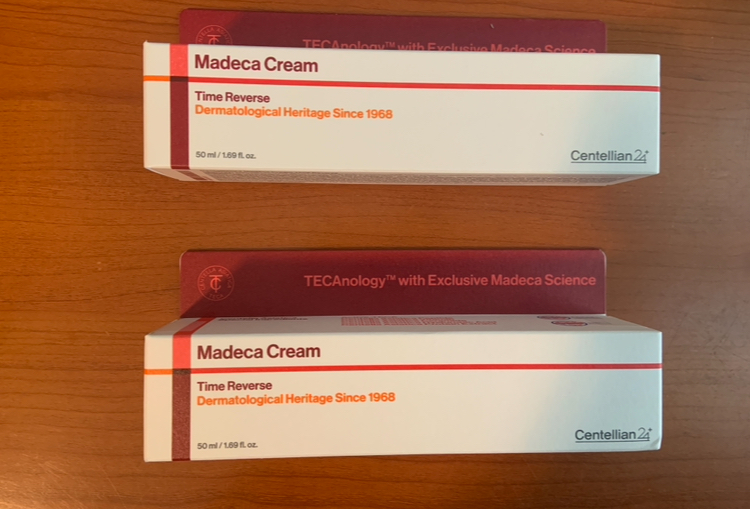 TECAnology™ with Exclusive Madeca Science
Madeca Cream
Time Reverse
Dermatological Heritage Since 1968
50 ml / 1.69 fl. oz.
Centellian24+
TECAnology™ with Exclusive Madeca Science
Madeca Cream
Time Reverse
Dermatological Heritage Since 1968
50 ml / 1.69 fl. oz.
Centellian24+